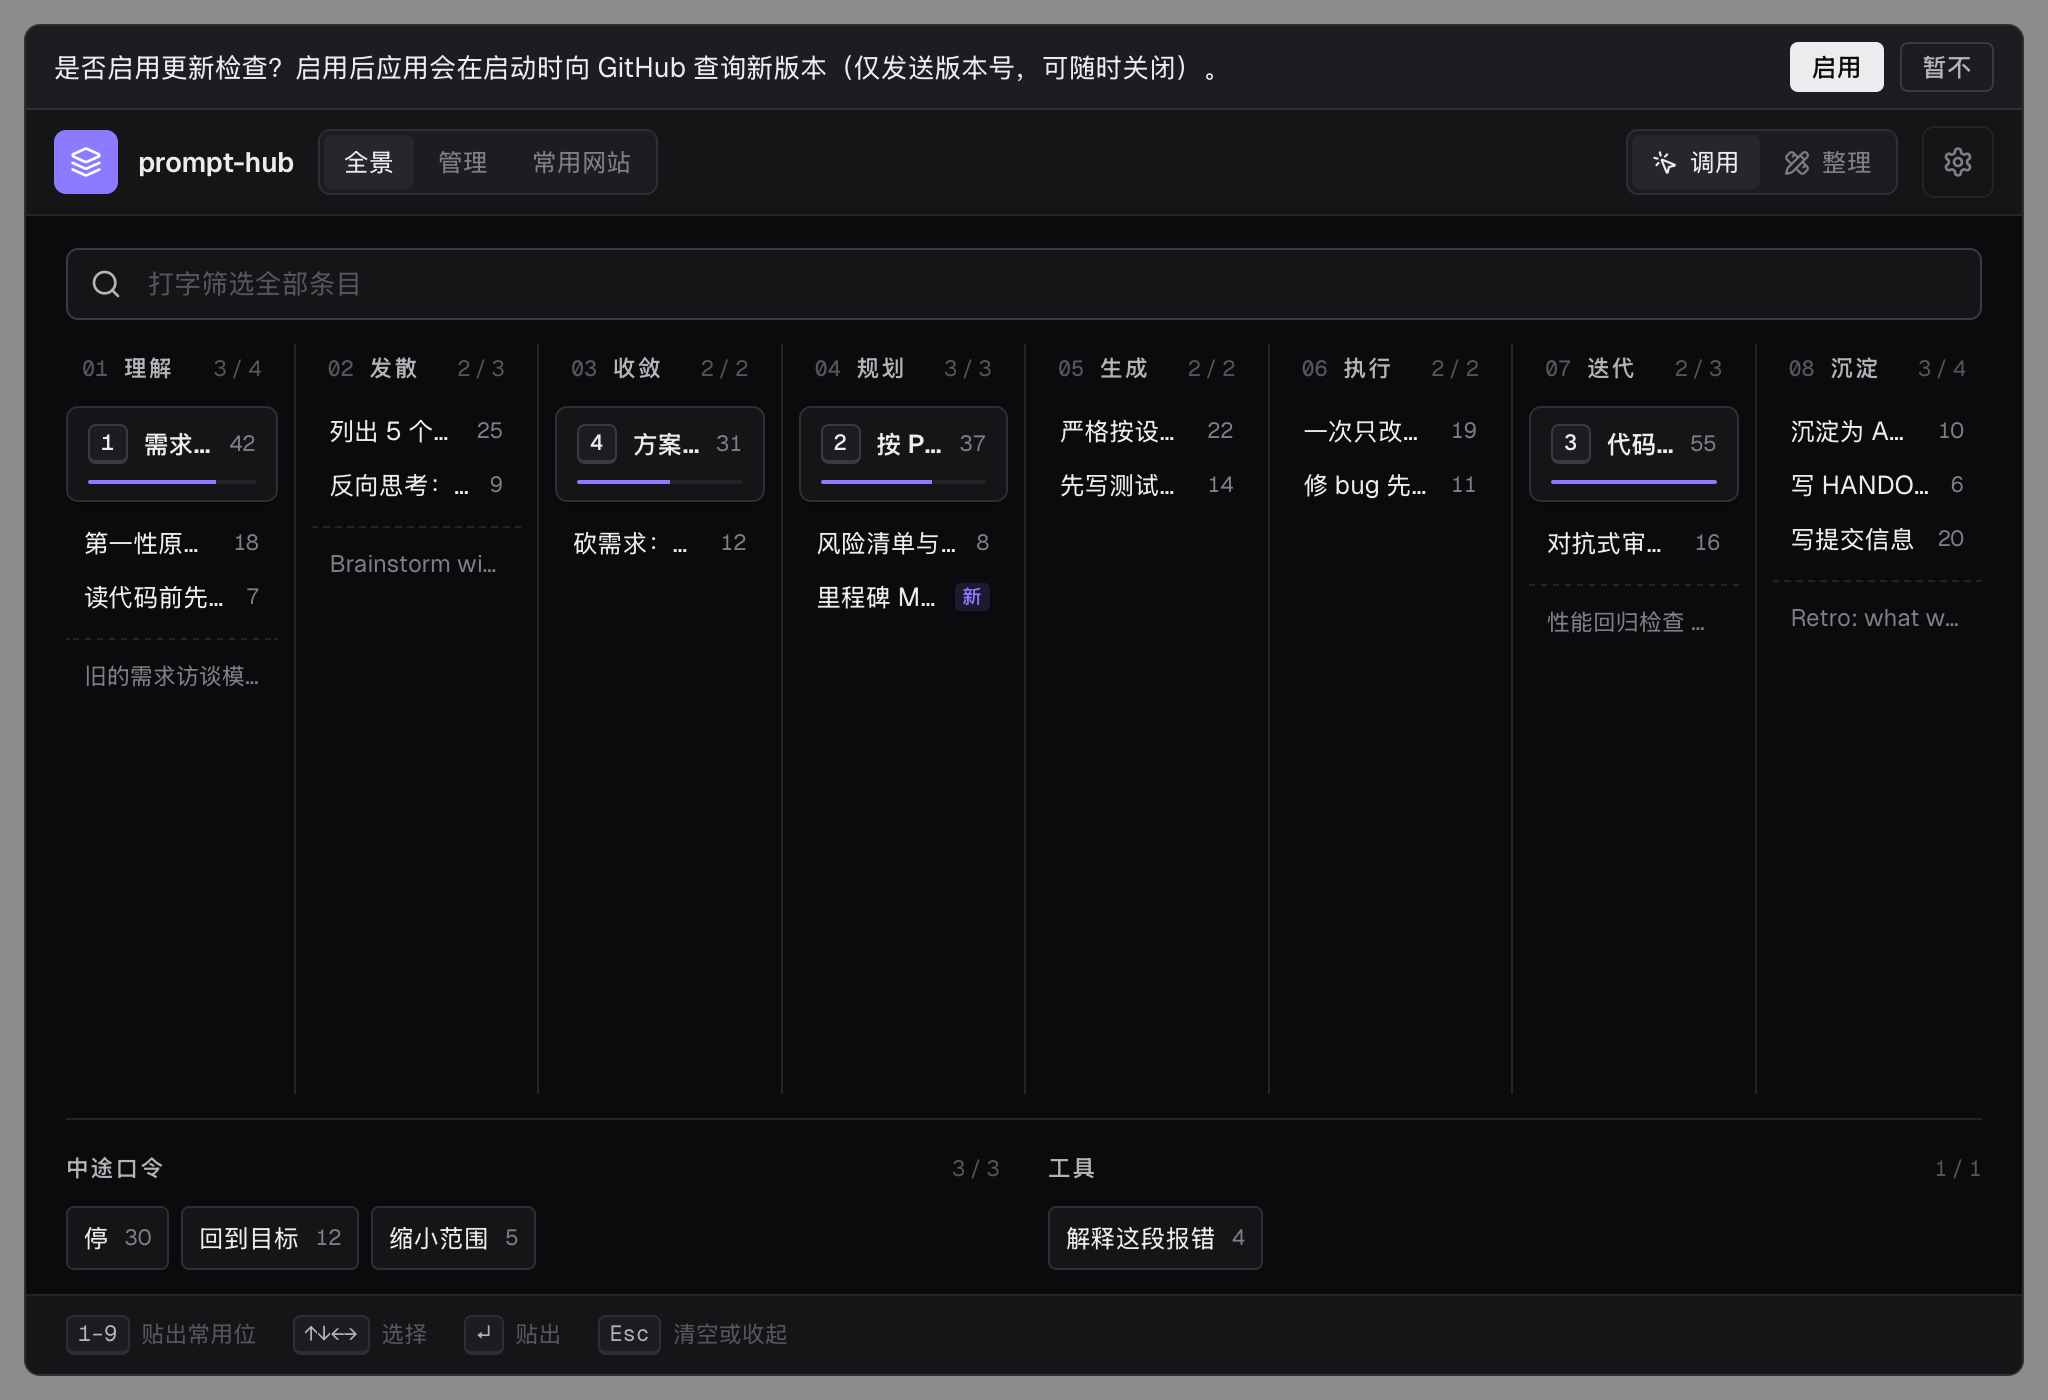 是否启用更新检查？启用后应用会在启动时向 GitHub 查询新版本（仅发送版本号，可随时关闭）。
启用
暂不
prompt-hub
全景
管理
常用网站
调用
整理
打字筛选全部条目
01 理解 3 / 4
1 需求… 42
第一性原… 18
读代码前先… 7
旧的需求访谈模…
02 发散 2 / 3
列出 5 个… 25
反向思考：… 9
Brainstorm wi…
03 收敛 2 / 2
4 方案… 31
砍需求：… 12
04 规划 3 / 3
2 按 P… 37
风险清单与… 8
里程碑 M… 新
05 生成 2 / 2
严格按设… 22
先写测试… 14
06 执行 2 / 2
一次只改… 19
修 bug 先… 11
07 迭代 2 / 3
3 代码… 55
对抗式审… 16
性能回归检查 …
08 沉淀 3 / 4
沉淀为 A… 10
写 HANDO… 6
写提交信息 20
Retro: what w…
中途口令 3 / 3
停 30
回到目标 12
缩小范围 5
工具 1 / 1
解释这段报错 4
1–9 贴出常用位
↑↓←→ 选择
↵ 贴出
Esc 清空或收起